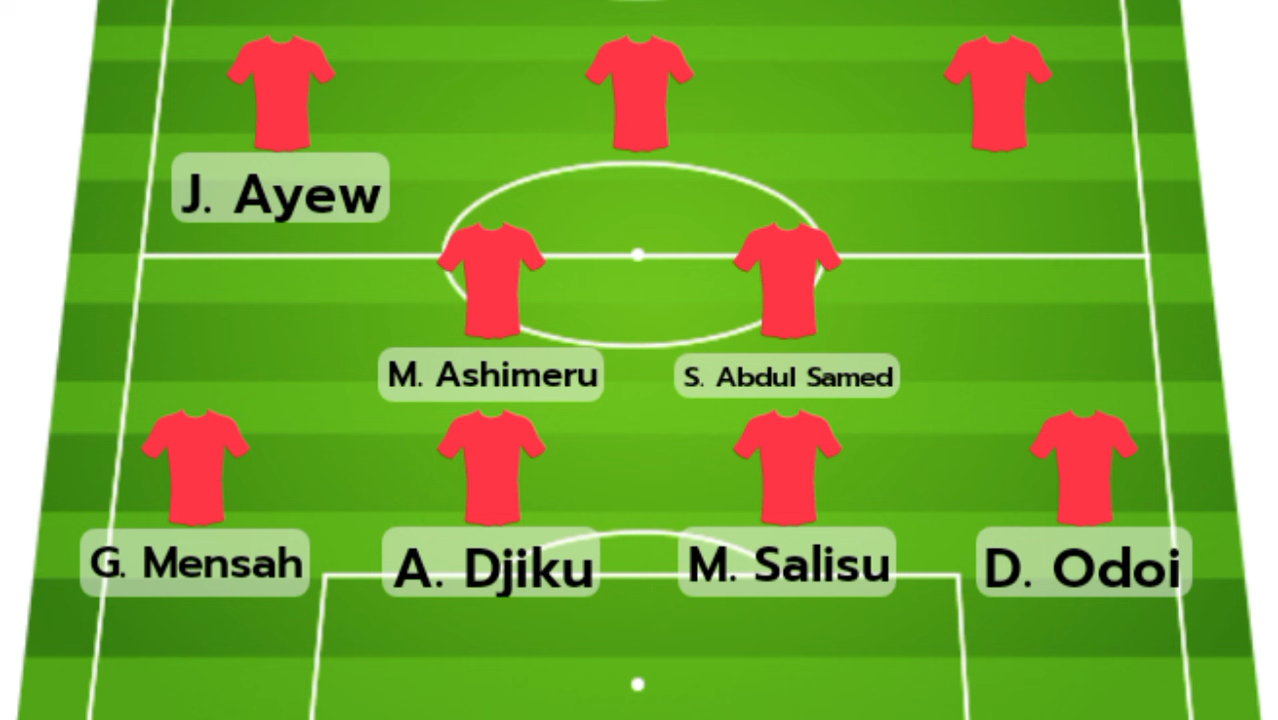 J. Ayew
M. Ashimeru
S. Abdul Samed
G. Mensah
A. Djiku
M. Salisu
D. Odoi